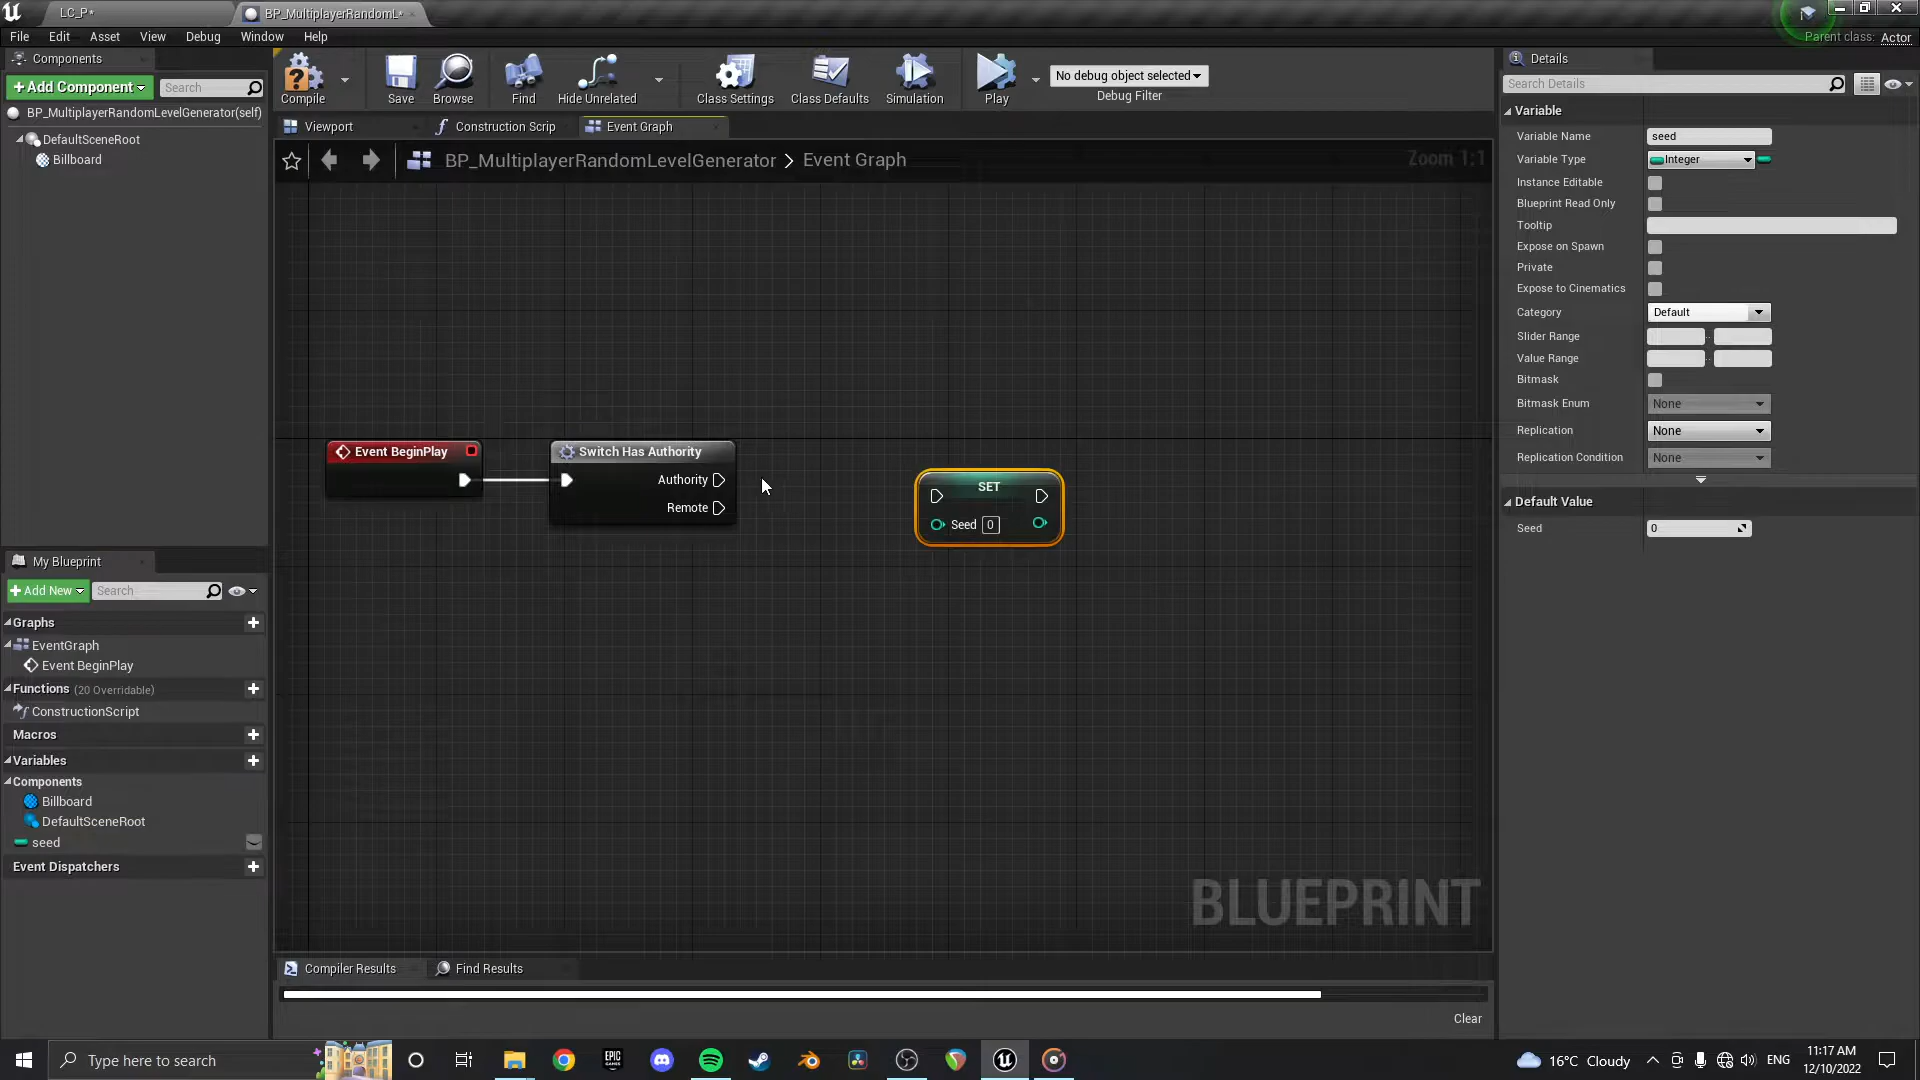 LC_P*
BP_MultiplayerRandomL*
Parent class: Actor
File Edit Asset View Debug Window Help
Components
+Add Component
Search
BP_MultiplayerRandomLevelGenerator(self)
DefaultSceneRoot
Billboard
Compile
Save
Browse
Find
Hide Unrelated
Class Settings
Class Defaults
Simulation
Play
No debug object selected
Debug Filter
Viewport
Construction Scrip
Event Graph
BP_MultiplayerRandomLevelGenerator > Event Graph
Zoom 1:1
Event BeginPlay
Switch Has Authority
Authority
Remote
SET
Seed 0
BLUEPRINT
My Blueprint
+Add New
Search
Graphs
EventGraph
Event BeginPlay
Functions (20 Overridable)
ConstructionScript
Macros
Variables
Components
Billboard
DefaultSceneRoot
seed
Event Dispatchers
Compiler Results
Find Results
Clear
Details
Search Details
Variable
Variable Name seed
Variable Type Integer
Instance Editable
Blueprint Read Only
Tooltip
Expose on Spawn
Private
Expose to Cinematics
Category Default
Slider Range
Value Range
Bitmask
Bitmask Enum None
Replication None
Replication Condition None
Default Value
Seed 0
Type here to search
EPIC GAMES
16°C Cloudy
ENG
11:17 AM
12/10/2022